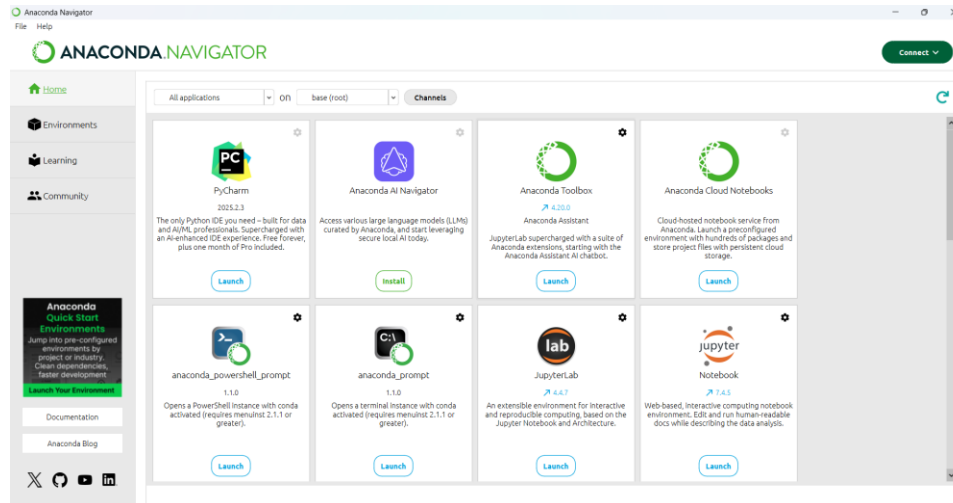 Anaconda Navigator
File Help
ANACONDA.NAVIGATOR
Connect
Home
Environments
Learning
Community
All applications on base (root) Channels
PC
PyCharm
2025.2.3
The only Python IDE you need – built for data
and AI/ML professionals. Supercharged with
an AI-enhanced IDE experience. Free forever,
plus one month of Pro included.
Launch
Anaconda AI Navigator
Access various large language models (LLMs)
curated by Anaconda, and start leveraging
secure local AI today.
Install
Anaconda Toolbox
4.20.0
Anaconda Assistant
JupyterLab supercharged with a suite of
Anaconda extensions, starting with the
Anaconda Assistant AI chatbot.
Launch
Anaconda Cloud Notebooks
Cloud-hosted notebook service from
Anaconda. Launch a preconfigured
environment with hundreds of packages and
store project files with persistent cloud
storage.
Launch
anaconda_powershell_prompt
1.1.0
Opens a PowerShell instance with conda
activated (requires menuinst 2.1.1 or
greater).
Launch
C:\
anaconda_prompt
1.1.0
Opens a terminal instance with conda
activated (requires menuinst 2.1.1 or
greater).
Launch
lab
JupyterLab
4.4.7
An extensible environment for interactive
and reproducible computing, based on the
Jupyter Notebook and Architecture.
Launch
jupyter
Notebook
7.4.5
Web-based, interactive computing notebook
environment. Edit and run human-readable
docs while describing the data analysis.
Launch
Anaconda
Quick Start
Environments
Jump into pre-configured
environments by
project or industry.
Clean dependencies,
faster development
Launch Your Environment
Documentation
Anaconda Blog